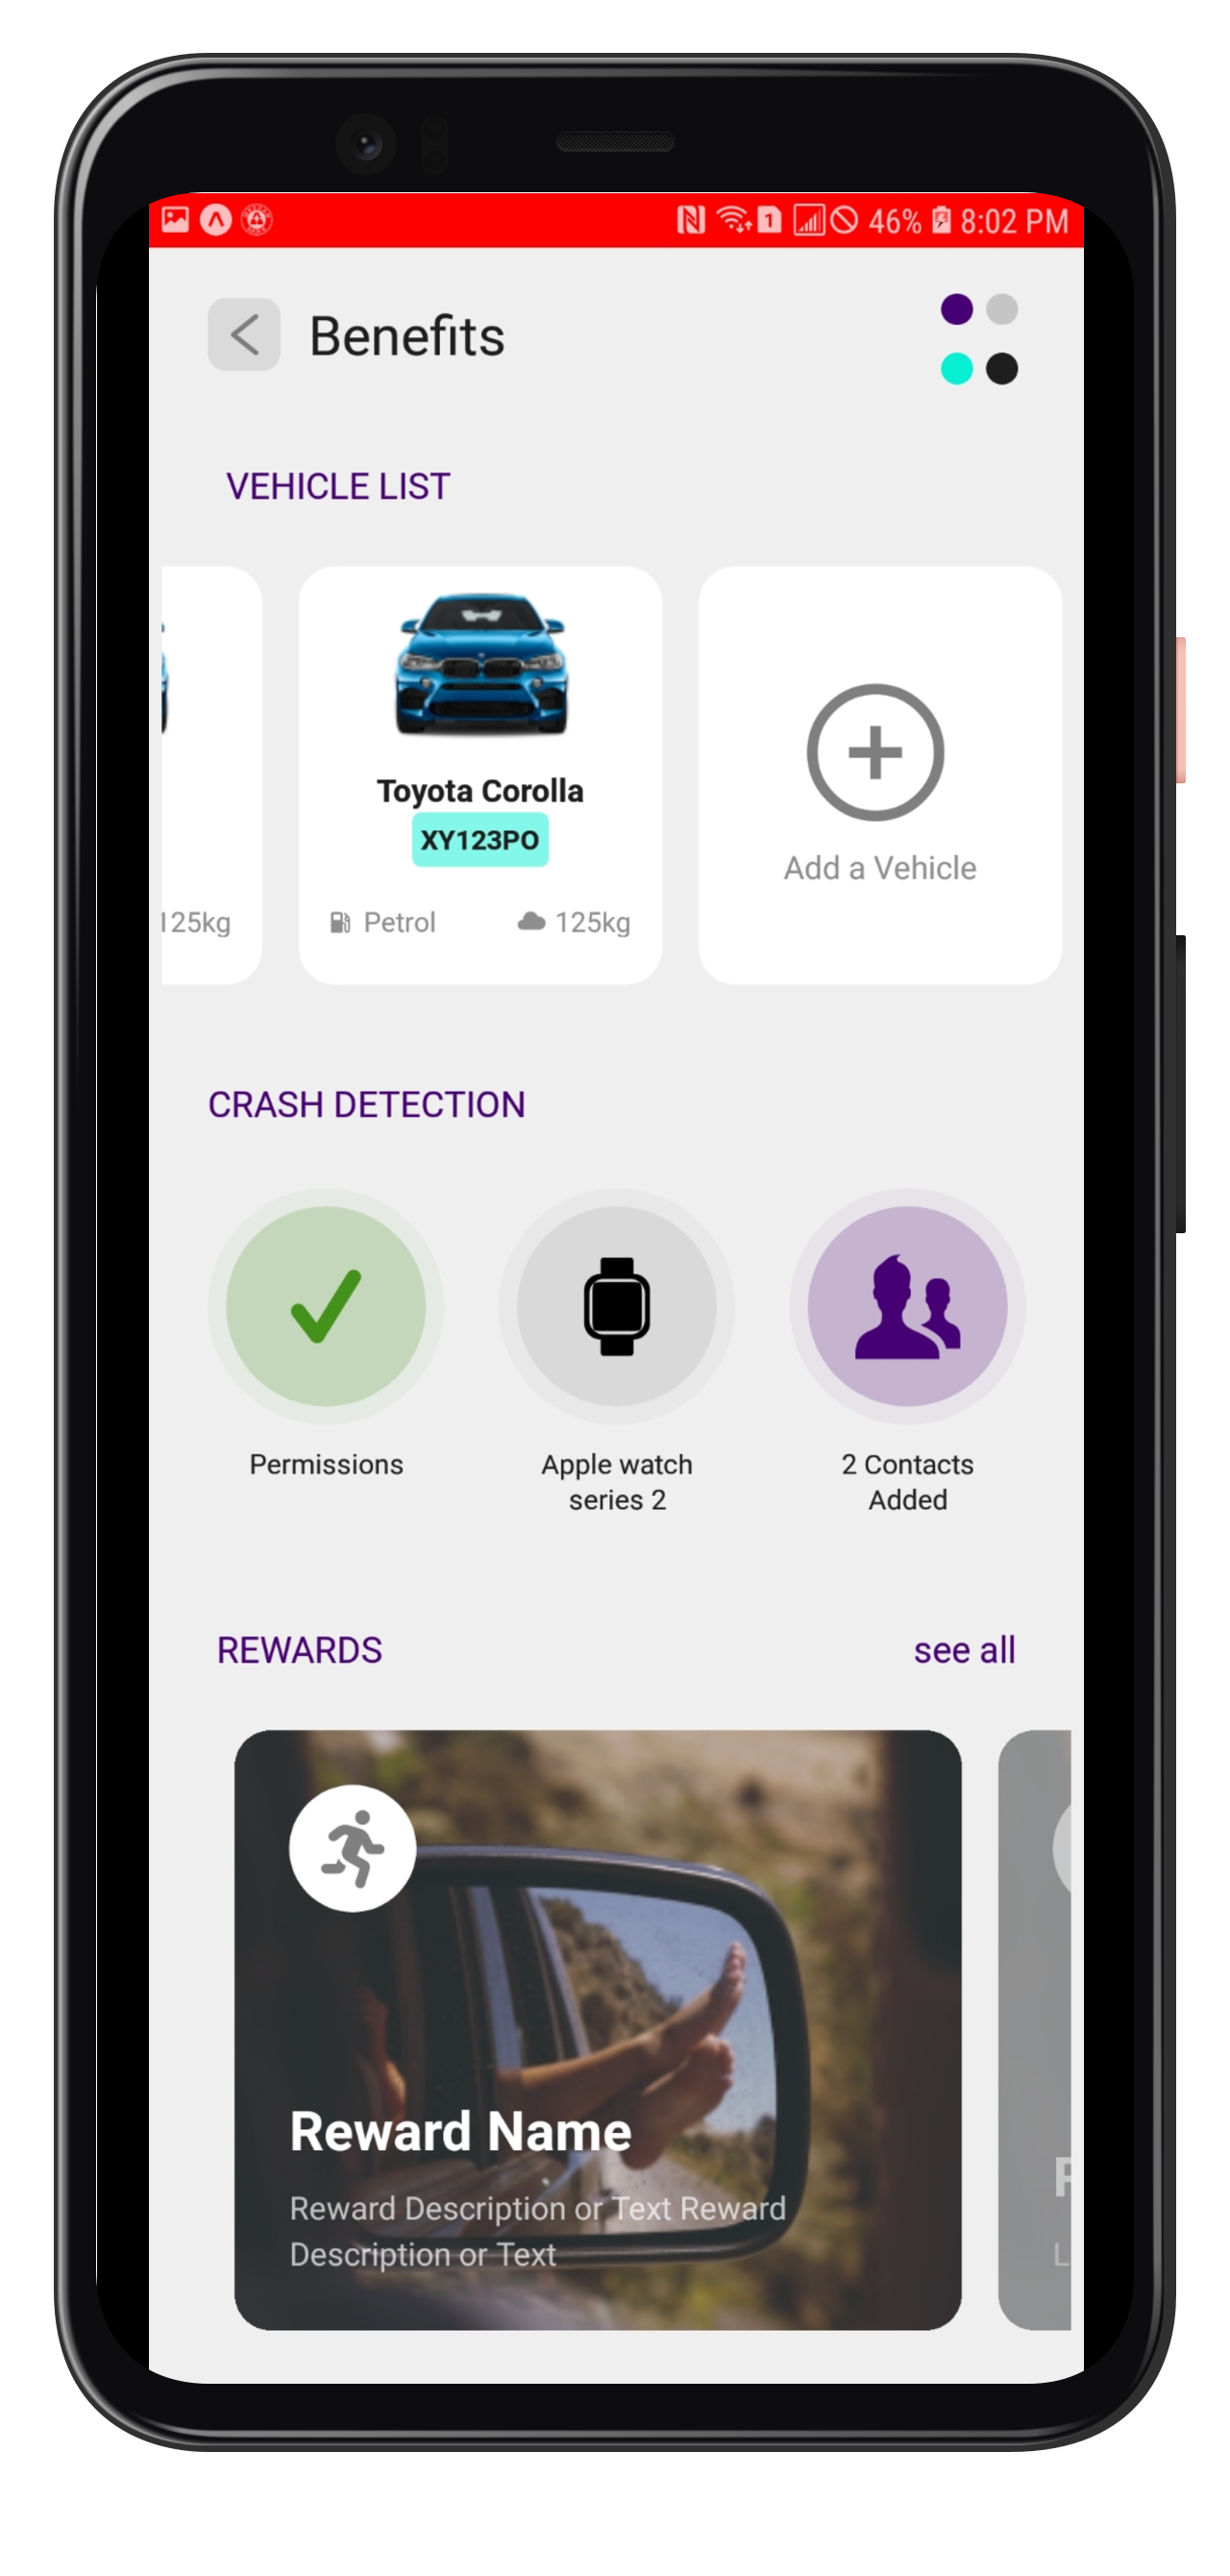 46% 8:02 PM
Benefits
VEHICLE LIST
Toyota Corolla
XY123PO
125kg
Petrol
125kg
Add a Vehicle
CRASH DETECTION
Permissions
Apple watch
series 2
2 Contacts
Added
REWARDS
see all
Reward Name
Reward Description or Text Reward
Description or Text